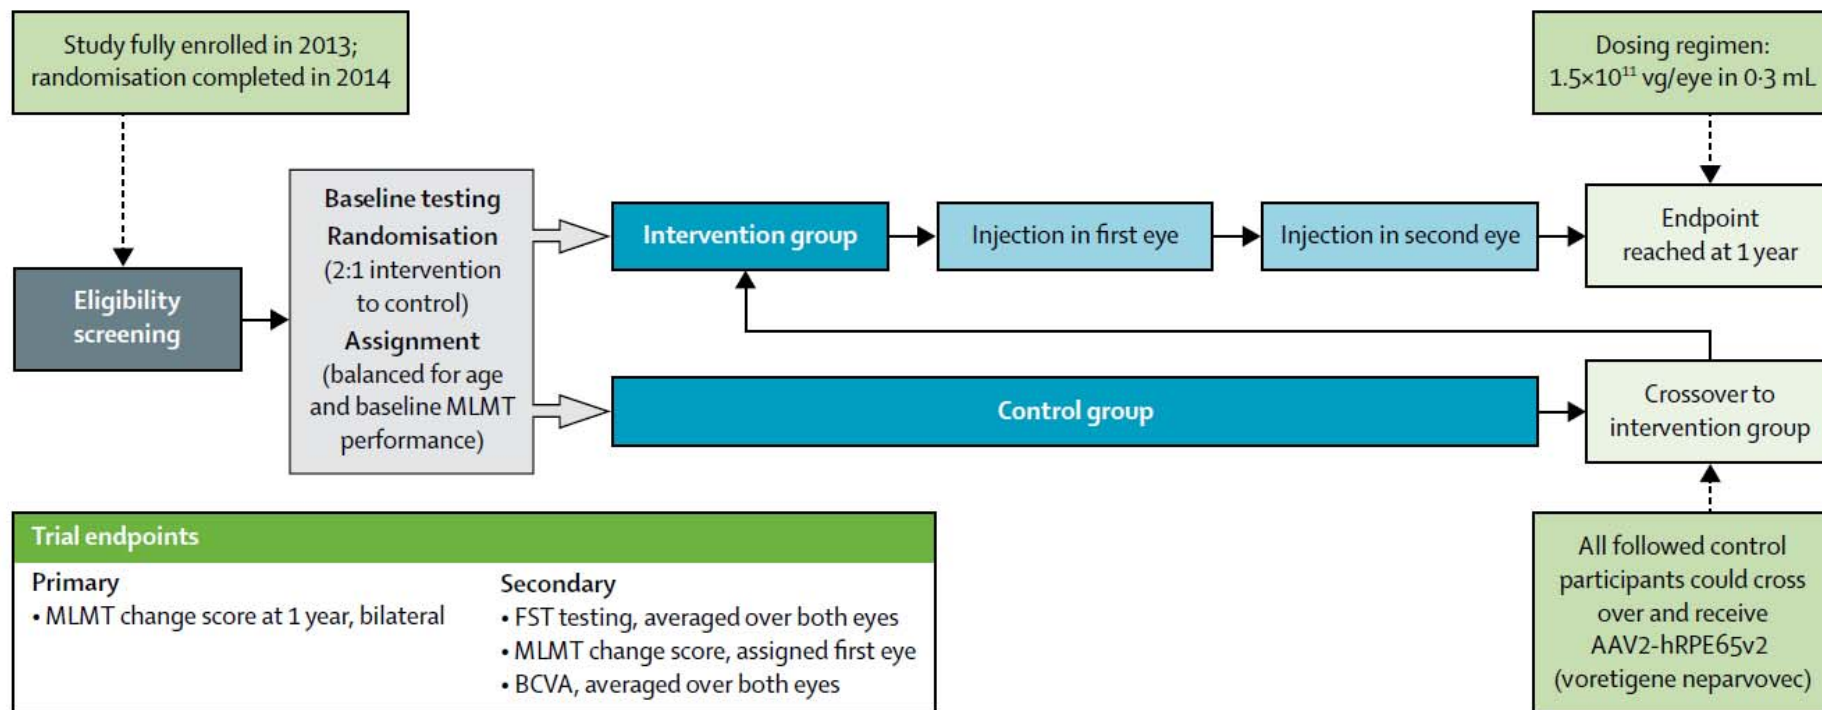 Study fully enrolled in 2013;
randomisation completed in 2014
Dosing regimen:
1.5×10¹¹ vg/eye in 0·3 mL
Eligibility
screening
Baseline testing
Randomisation
(2:1 intervention
to control)
Assignment
(balanced for age
and baseline MLMT
performance)
Intervention group
Injection in first eye
Injection in second eye
Endpoint
reached at 1 year
Control group
Crossover to
intervention group
Trial endpoints
Primary
• MLMT change score at 1 year, bilateral
Secondary
• FST testing, averaged over both eyes
• MLMT change score, assigned first eye
• BCVA, averaged over both eyes
All followed control
participants could cross
over and receive
AAV2-hRPE65v2
(voretigene neparvovec)